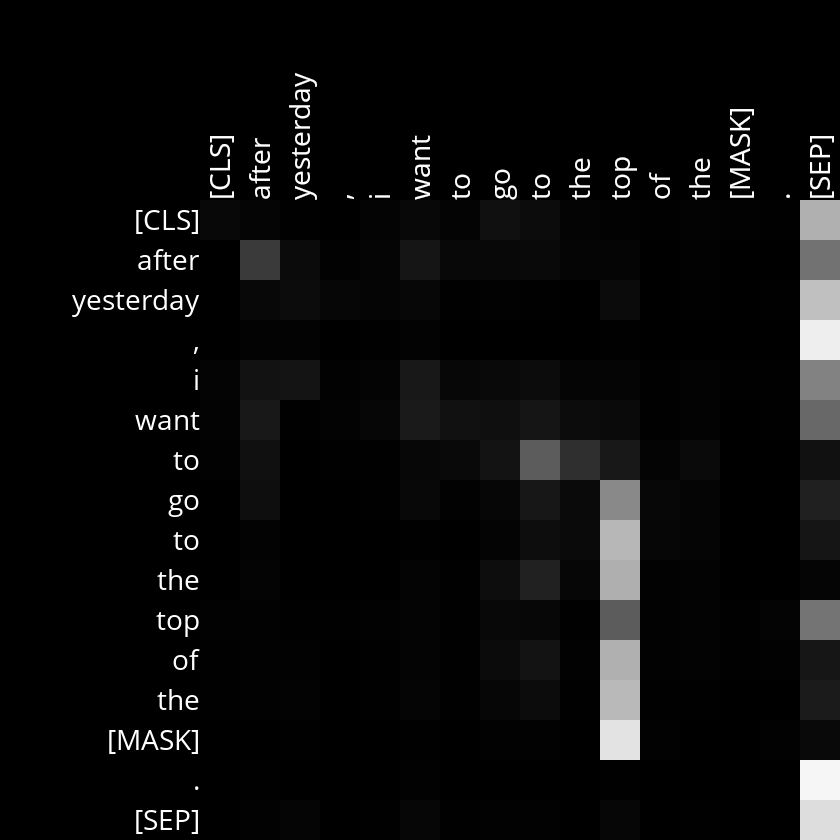 [CLS] after yesterday , i want to go to the top of the [MASK] . [SEP]
[CLS]
after
yesterday
,
i
want
to
go
to
the
top
of
the
[MASK]
.
[SEP]